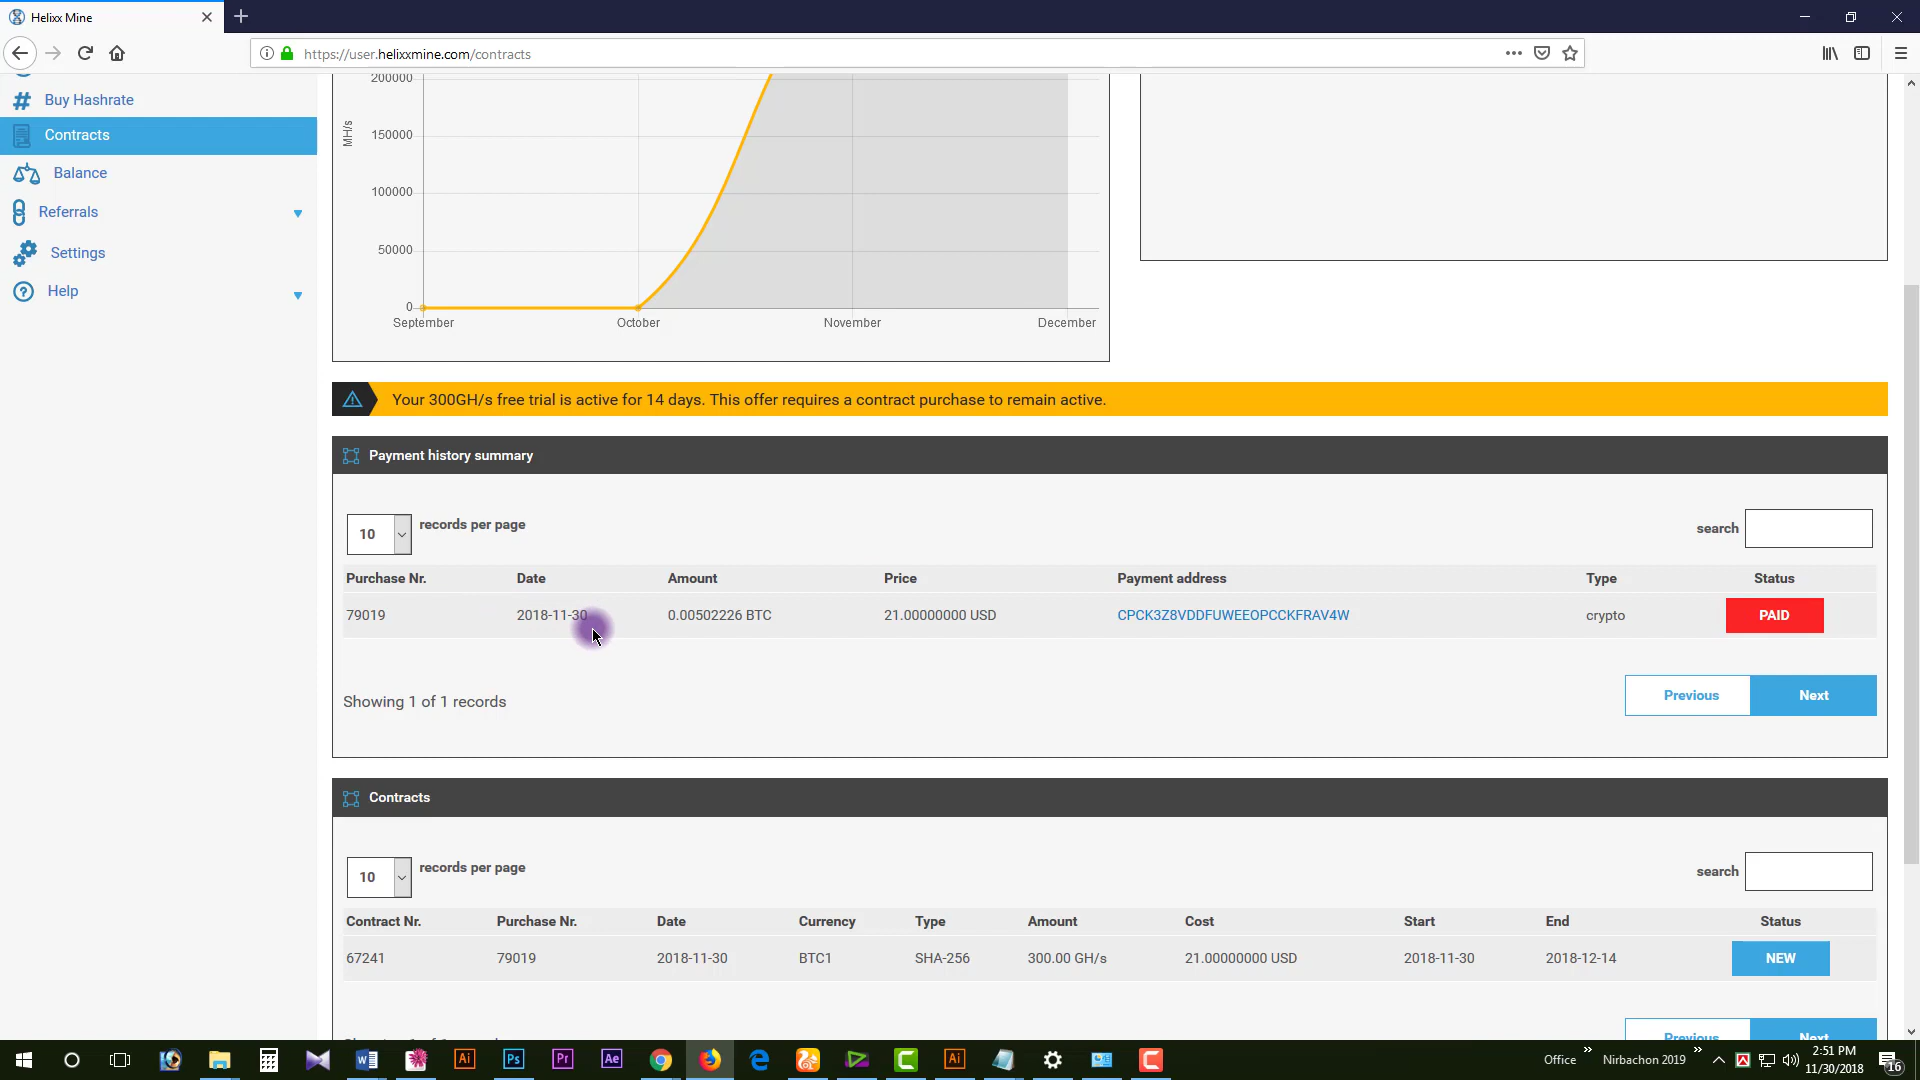 Helixx Mine
https://user.helixxmine.com/contracts
Buy Hashrate
Contracts
Balance
Referrals
Settings
Help
MH/s
200000
150000
100000
50000
0
September October November December
Your 300GH/s free trial is active for 14 days. This offer requires a contract purchase to remain active.
Payment history summary
10 records per page search
Purchase Nr. Date Amount Price Payment address Type Status
79019 2018-11-30 0.00502226 BTC 21.00000000 USD CPCK3Z8VDDFUWEEOPCCKFRAV4W crypto PAID
Showing 1 of 1 records Previous Next
Contracts
10 records per page search
Contract Nr. Purchase Nr. Date Currency Type Amount Cost Start End Status
67241 79019 2018-11-30 BTC1 SHA-256 300.00 GH/s 21.00000000 USD 2018-11-30 2018-12-14 NEW
Previous Next
Office Nirbachon 2019 2:51 PM
11/30/2018
16